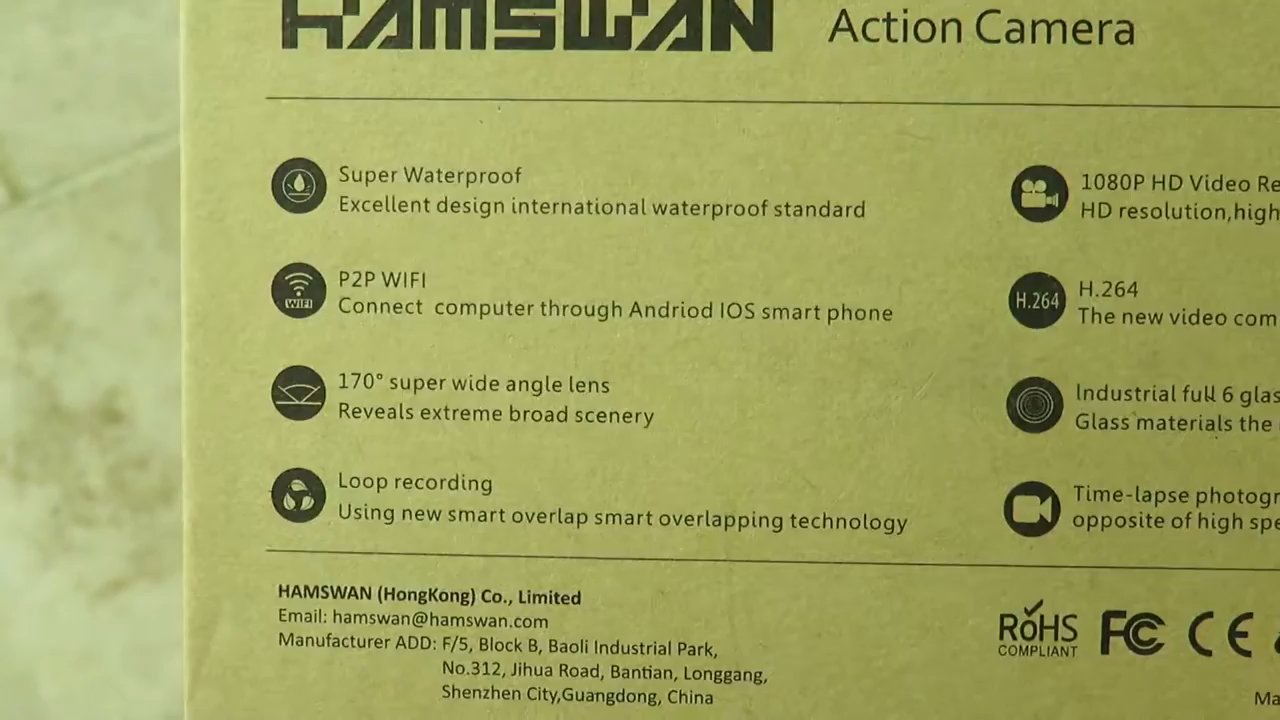 HAMSWAN Action Camera
Super Waterproof
Excellent design international waterproof standard
P2P WIFI
WIFI
Connect computer through Andriod IOS smart phone
170° super wide angle lens
Reveals extreme broad scenery
Loop recording
Using new smart overlap smart overlapping technology
1080P HD Video Re
HD resolution,high
H.264
H.264
The new video com
Industrial full 6 glas
Glass materials the
Time-lapse photogr
opposite of high spe
HAMSWAN (HongKong) Co., Limited
Email: hamswan@hamswan.com
Manufacturer ADD: F/5, Block B, Baoli Industrial Park,
No.312, Jihua Road, Bantian, Longgang,
Shenzhen City,Guangdong, China
RoHS
COMPLIANT
FC CE
Ma